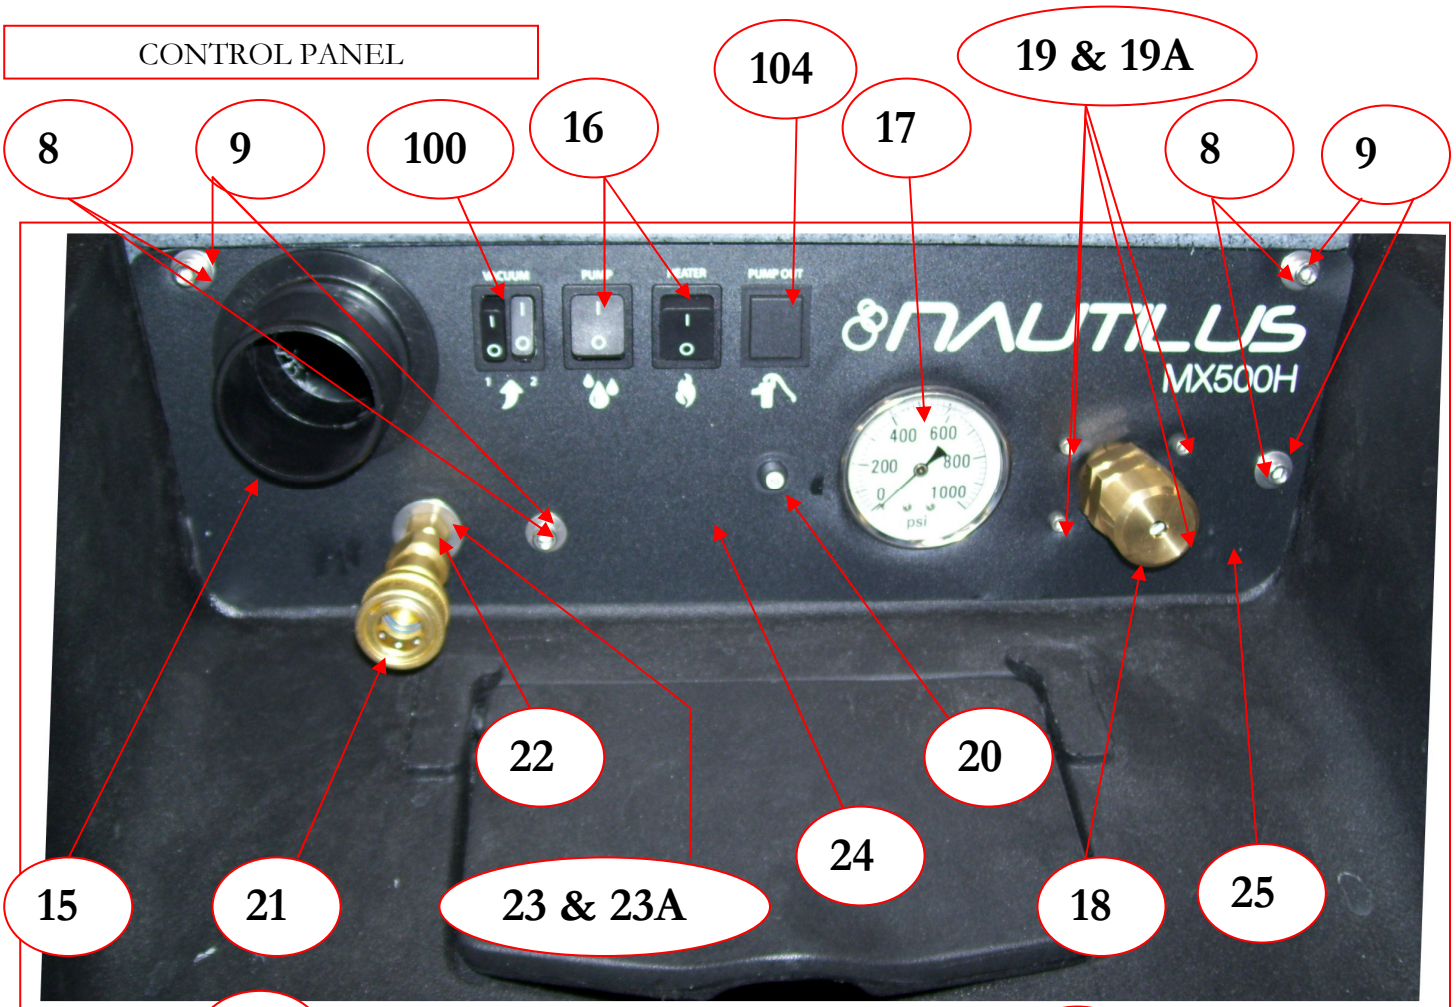 CONTROL PANEL
104
19 & 19A
8
9
100
16
17
8
9
VACUUM
PUMP
HEATER
PUMP OUT
I I I I
O O O O
1 2
NAUTILUS
MX500H
400 600
200 800
0 1000
psi
22
20
24
15
21
23 & 23A
18
25